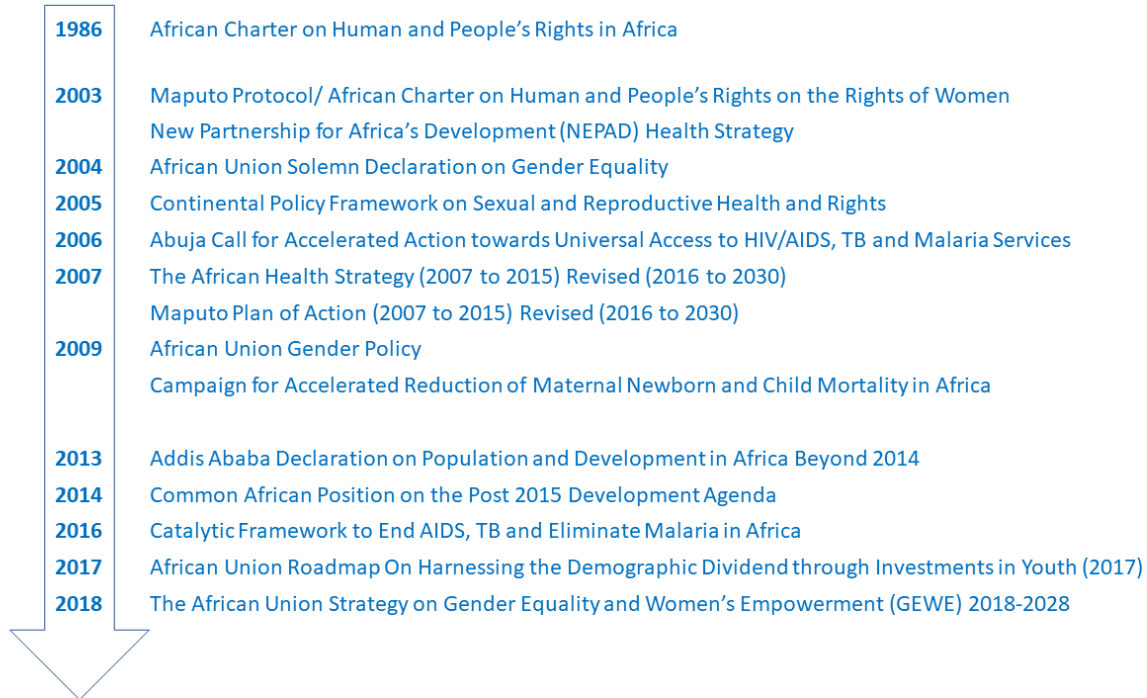 1986 African Charter on Human and People's Rights in Africa
2003 Maputo Protocol/ African Charter on Human and People's Rights on the Rights of Women
New Partnership for Africa's Development (NEPAD) Health Strategy
2004 African Union Solemn Declaration on Gender Equality
2005 Continental Policy Framework on Sexual and Reproductive Health and Rights
2006 Abuja Call for Accelerated Action towards Universal Access to HIV/AIDS, TB and Malaria Services
2007 The African Health Strategy (2007 to 2015) Revised (2016 to 2030)
Maputo Plan of Action (2007 to 2015) Revised (2016 to 2030)
2009 African Union Gender Policy
Campaign for Accelerated Reduction of Maternal Newborn and Child Mortality in Africa
2013 Addis Ababa Declaration on Population and Development in Africa Beyond 2014
2014 Common African Position on the Post 2015 Development Agenda
2016 Catalytic Framework to End AIDS, TB and Eliminate Malaria in Africa
2017 African Union Roadmap On Harnessing the Demographic Dividend through Investments in Youth (2017)
2018 The African Union Strategy on Gender Equality and Women's Empowerment (GEWE) 2018-2028